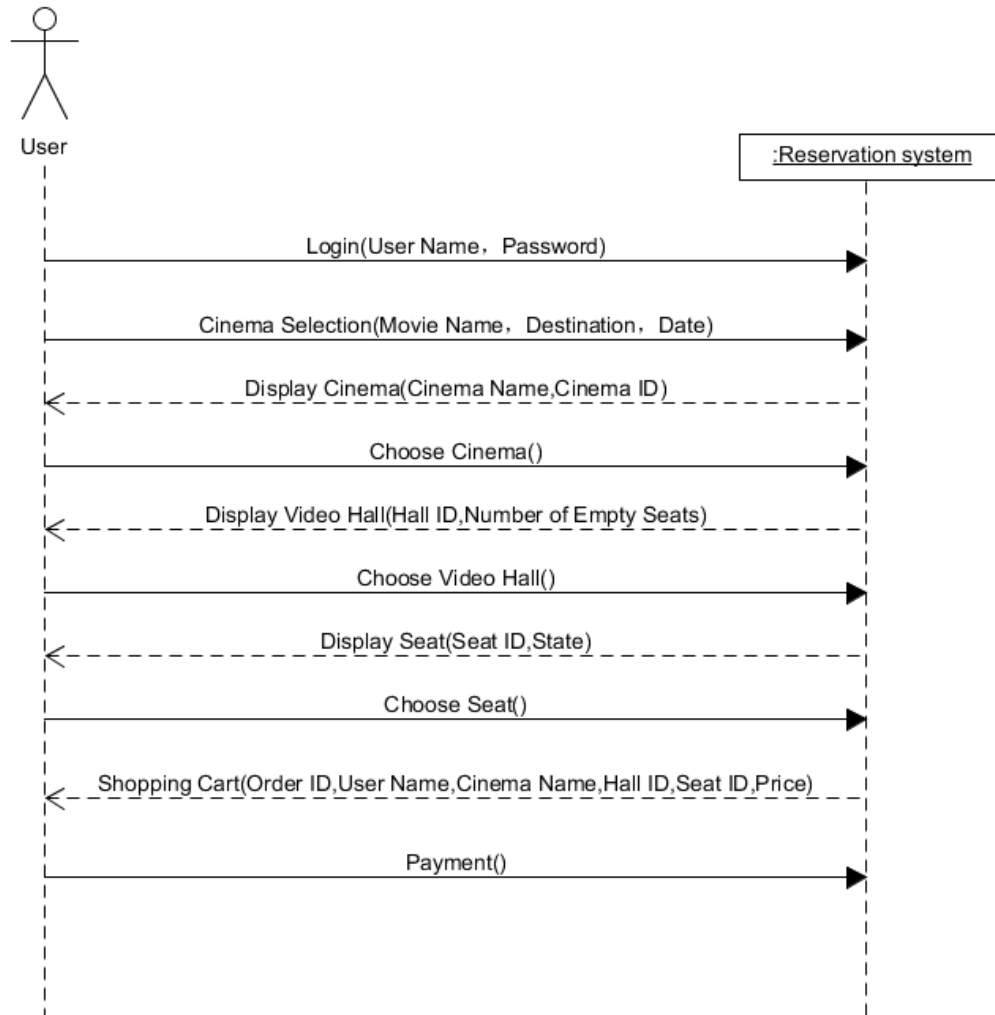 User
:Reservation system
Login(User Name，Password)
Cinema Selection(Movie Name，Destination，Date)
Display Cinema(Cinema Name,Cinema ID)
Choose Cinema()
Display Video Hall(Hall ID,Number of Empty Seats)
Choose Video Hall()
Display Seat(Seat ID,State)
Choose Seat()
Shopping Cart(Order ID,User Name,Cinema Name,Hall ID,Seat ID,Price)
Payment()